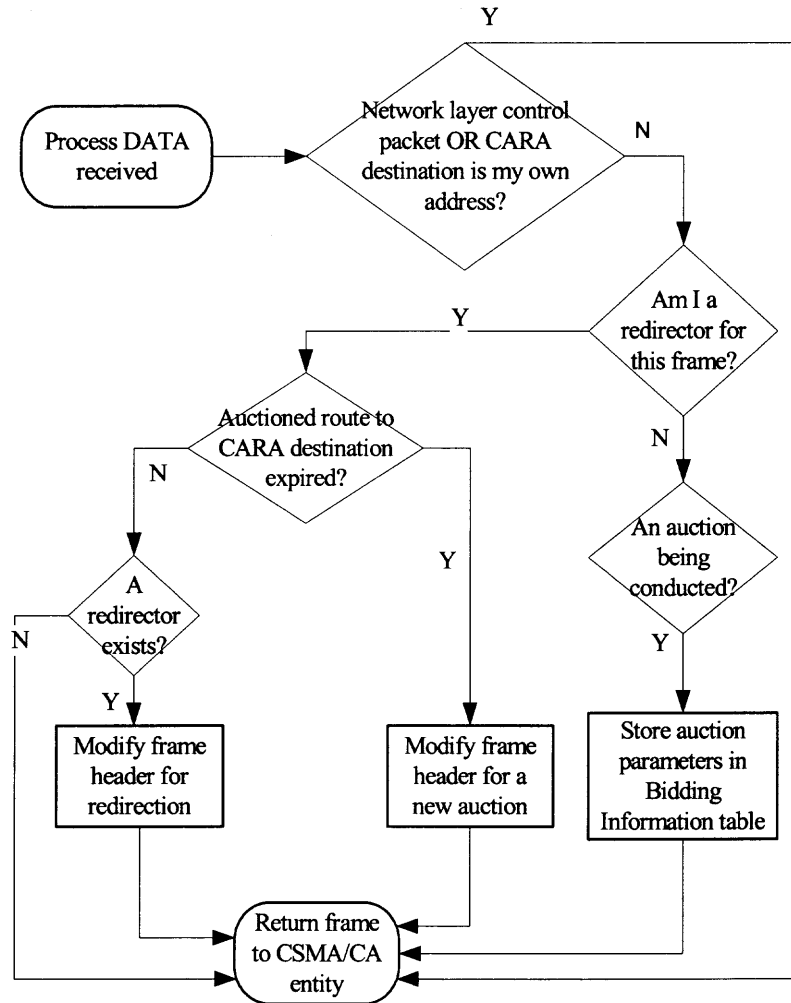 Y
Network layer control
packet OR CARA
destination is my own
address?
N
Process DATA
received
Am I a
redirector for
this frame?
Y
N
Auctioned route to
CARA destination
expired?
N
Y
An auction
being
conducted?
Y
A
redirector
exists?
N
Y
Modify frame
header for
redirection
Modify frame
header for a
new auction
Store auction
parameters in
Bidding
Information table
Return frame
to CSMA/CA
entity